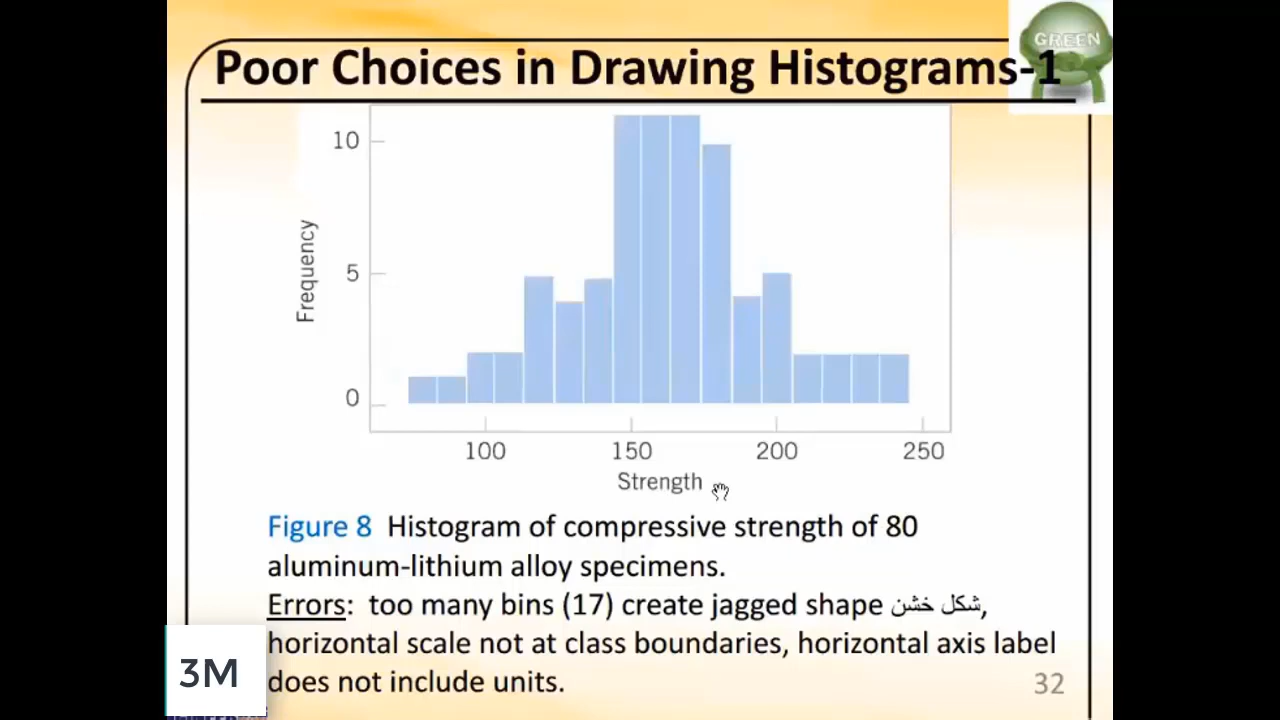 GREEN
Poor Choices in Drawing Histograms-1
10
5
0
Frequency
100 150 200 250
Strength
Figure 8 Histogram of compressive strength of 80
aluminum-lithium alloy specimens.
Errors: too many bins (17) create jagged shape شكل خشن,
horizontal scale not at class boundaries, horizontal axis label
does not include units.
3M
32